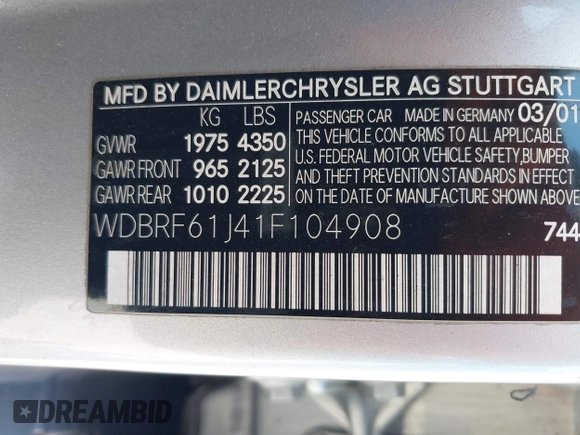 MFD BY DAIMLERCHRYSLER AG STUTTGART
KG LBS
GVWR 1975 4350
GAWR FRONT 965 2125
GAWR REAR 1010 2225
PASSENGER CAR MADE IN GERMANY 03/01
THIS VEHICLE CONFORMS TO ALL APPLICABLE
U.S. FEDERAL MOTOR VEHICLE SAFETY,BUMPER
AND THEFT PREVENTION STANDARDS IN EFFECT
ON THE DATE OF MANUFACTURE SHOWN ABOVE
WDBRF61J41F104908
744
DREAMBID